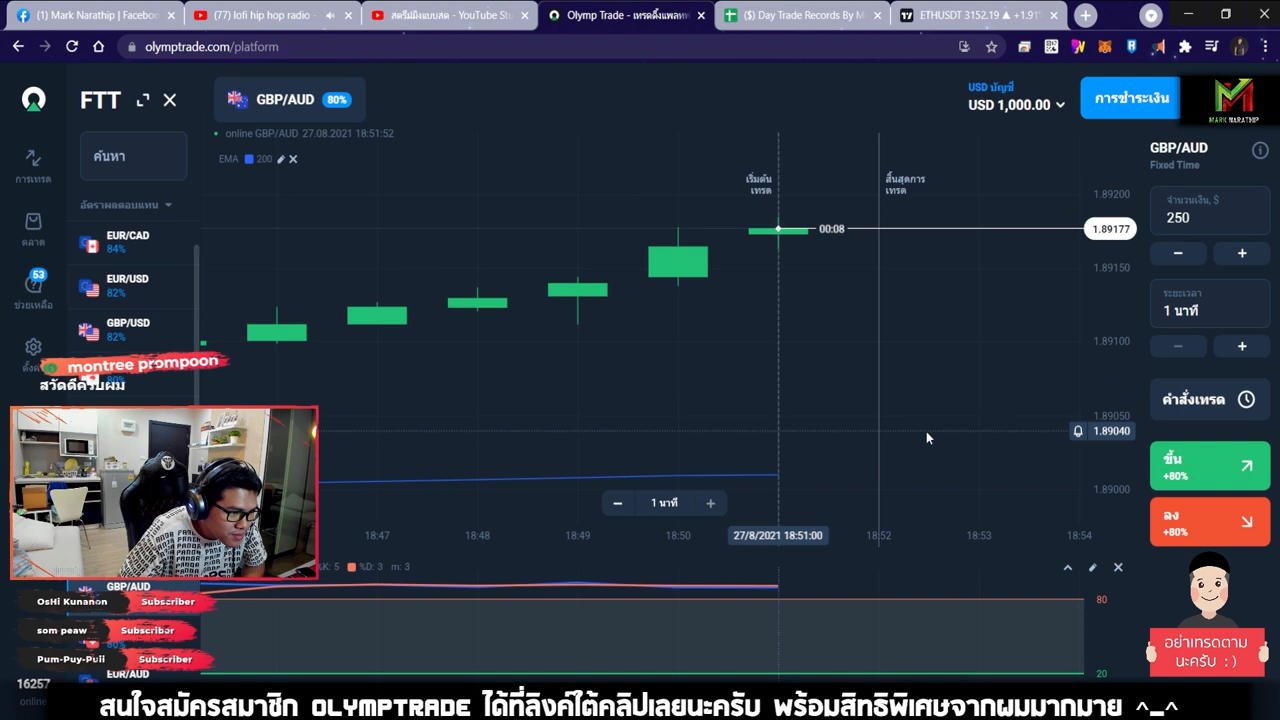 Mark Narathip | Faceboo
(77) lofi hip hop radio -
สตรีมมิงแบบสด - YouTube Stu
Olymp Trade - เทรดดิ้งแพลทฟ
($) Day Trade Records By M
ETHUSDT 3152.19 ▲ +1.91%
olymptrade.com/platform
FTT
GBP/AUD 80%
USD บัญชี
USD 1,000.00
การชำระเงิน
MARK NARATHIP
online GBP/AUD 27.08.2021 18:51:52
EMA 200
ค้นหา
อัตราผลตอบแทน
การเทรด
ตลาด
53
ช่วยเหลือ
EUR/CAD
84%
EUR/USD
82%
GBP/USD
82%
montree prompoon
สวัดดีครับผม
เริ่มต้น
เทรด
สิ้นสุดการ
เทรด
00:08
1.89200
1.89177
1.89150
1.89100
1.89050
1.89040
1.89000
GBP/AUD
Fixed Time
จำนวนเงิน, $
250
ระยะเวลา
1 นาที
คำสั่งเทรด
ขึ้น
+80%
ลง
+80%
1 นาที
18:47
18:48
18:49
18:50
27/8/2021 18:51:00
18:52
18:53
18:54
%K: 5
%D: 3
m: 3
80
20
GBP/AUD
OsHi Kunanon Subscriber
som peaw Subscriber
80%
Pum-Puy-Puii Subscriber
EUR/AUD
16257
online
อย่าเทรดตาม
นะครับ : )
สนใจสมัครสมาชิก OLYMPTRADE ได้ที่ลิงค์ใต้คลิปเลยนะครับ พร้อมสิทธิพิเศษจากผมมากมาย ^_^